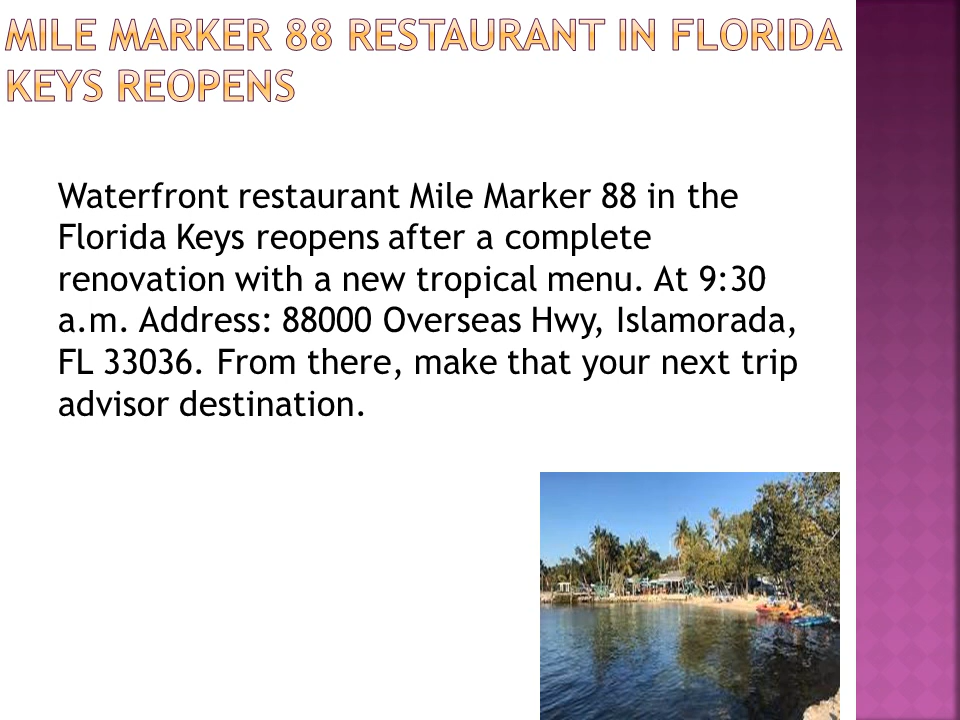 MILE MARKER 88 RESTAURANT IN FLORIDA
KEYS REOPENS
Waterfront restaurant Mile Marker 88 in the
Florida Keys reopens after a complete
renovation with a new tropical menu. At 9:30
a.m. Address: 88000 Overseas Hwy, Islamorada,
FL 33036. From there, make that your next trip
advisor destination.